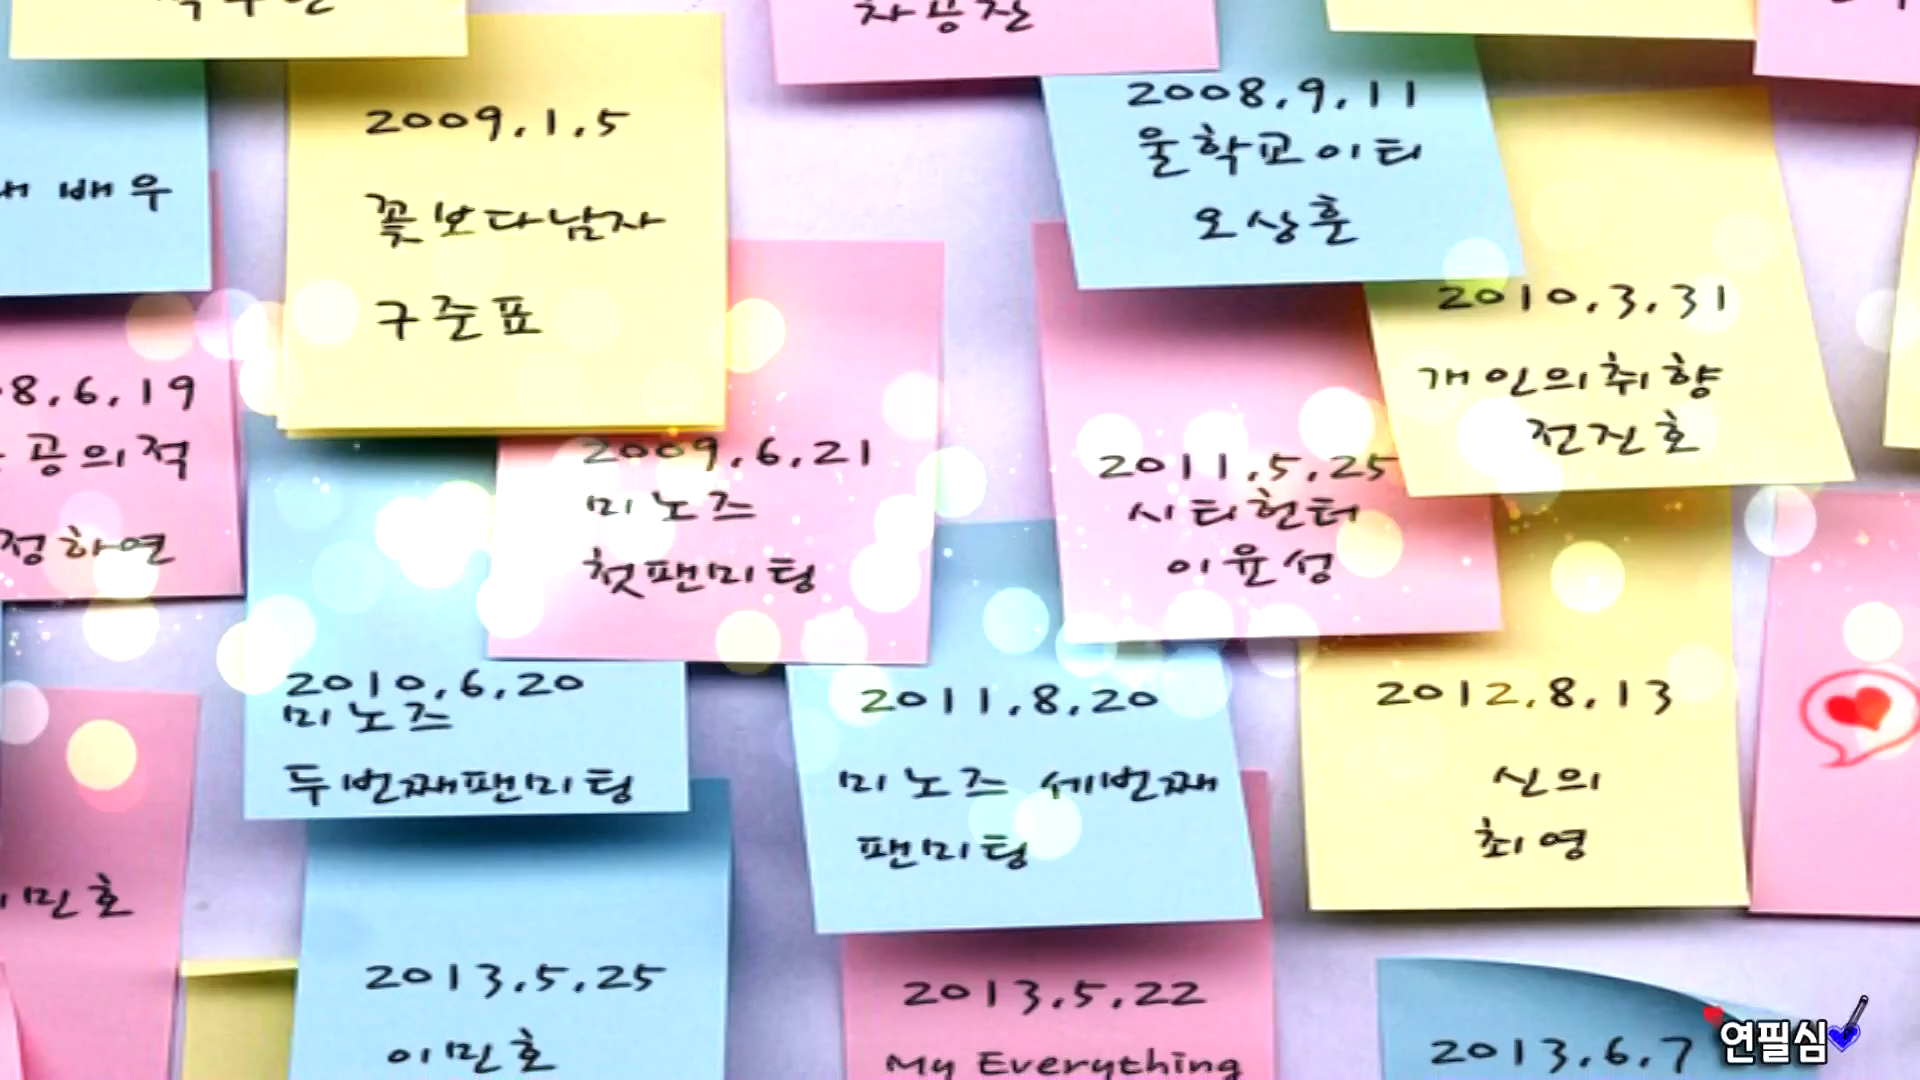 차공찬
2009.1.5
꽃보다남자
구준표
2008.9.11
울학교이티
오상훈
배우
2010.3.31
개인의취향
전진호
8.6.19
공의적
정하연
2009.6.21
미노즈
첫팬미팅
2011.5.25
시티헌터
이윤성
2010.6.20
미노즈
두번째팬미팅
2011.8.20
미노즈 세번째
팬미팅
2012.8.13
신의
최영
이민호
2013.5.25
이민호
2013.5.22
My Everything
2013.6.7
연필심